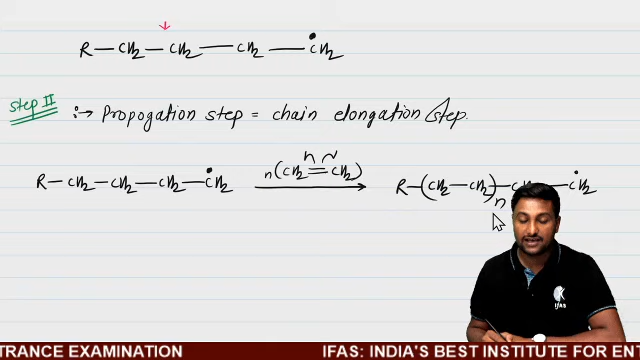 R — CH2 — CH2 — CH2 — ĊH2
Step II :→ Propogation step = chain elongation step.
R — CH2 — CH2 — CH2 — ĊH2 n(CH2 = CH2) → R —(CH2 — CH2)n — ĊH2
ifas
TRANCE EXAMINATION IFAS: INDIA'S BEST INSTITUTE FOR ENT